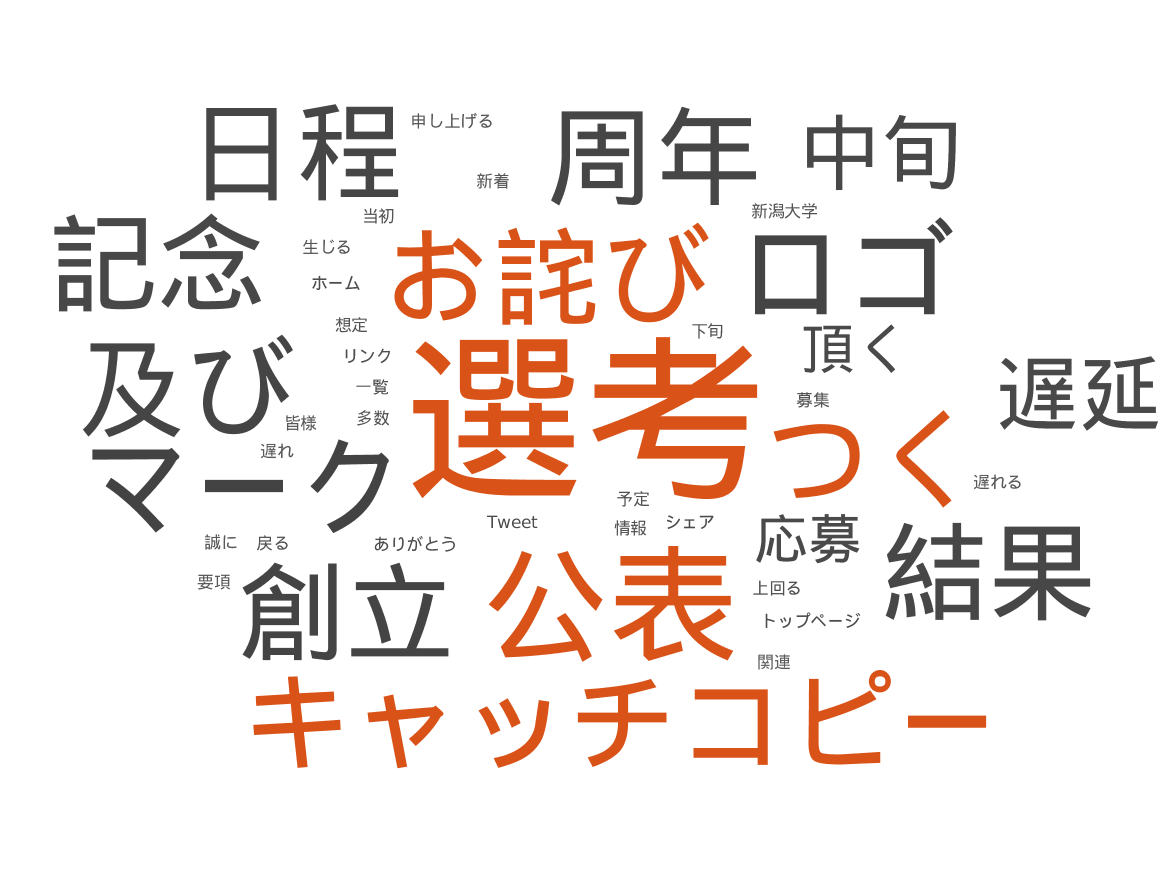 日程
申し上げる
周年
中旬
新着
当初
新潟大学
記念
生じる
お詫び
ロゴ
ホーム
想定
下旬
頂く
及び
リンク
選考
遅延
一覧
募集
多数
皆様
つく
遅れ
マーク
遅れる
予定
Tweet
情報
シェア
応募
誠に
戻る
ありがとう
結果
要項
創立
公表
上回る
トップページ
関連
キャッチコピー